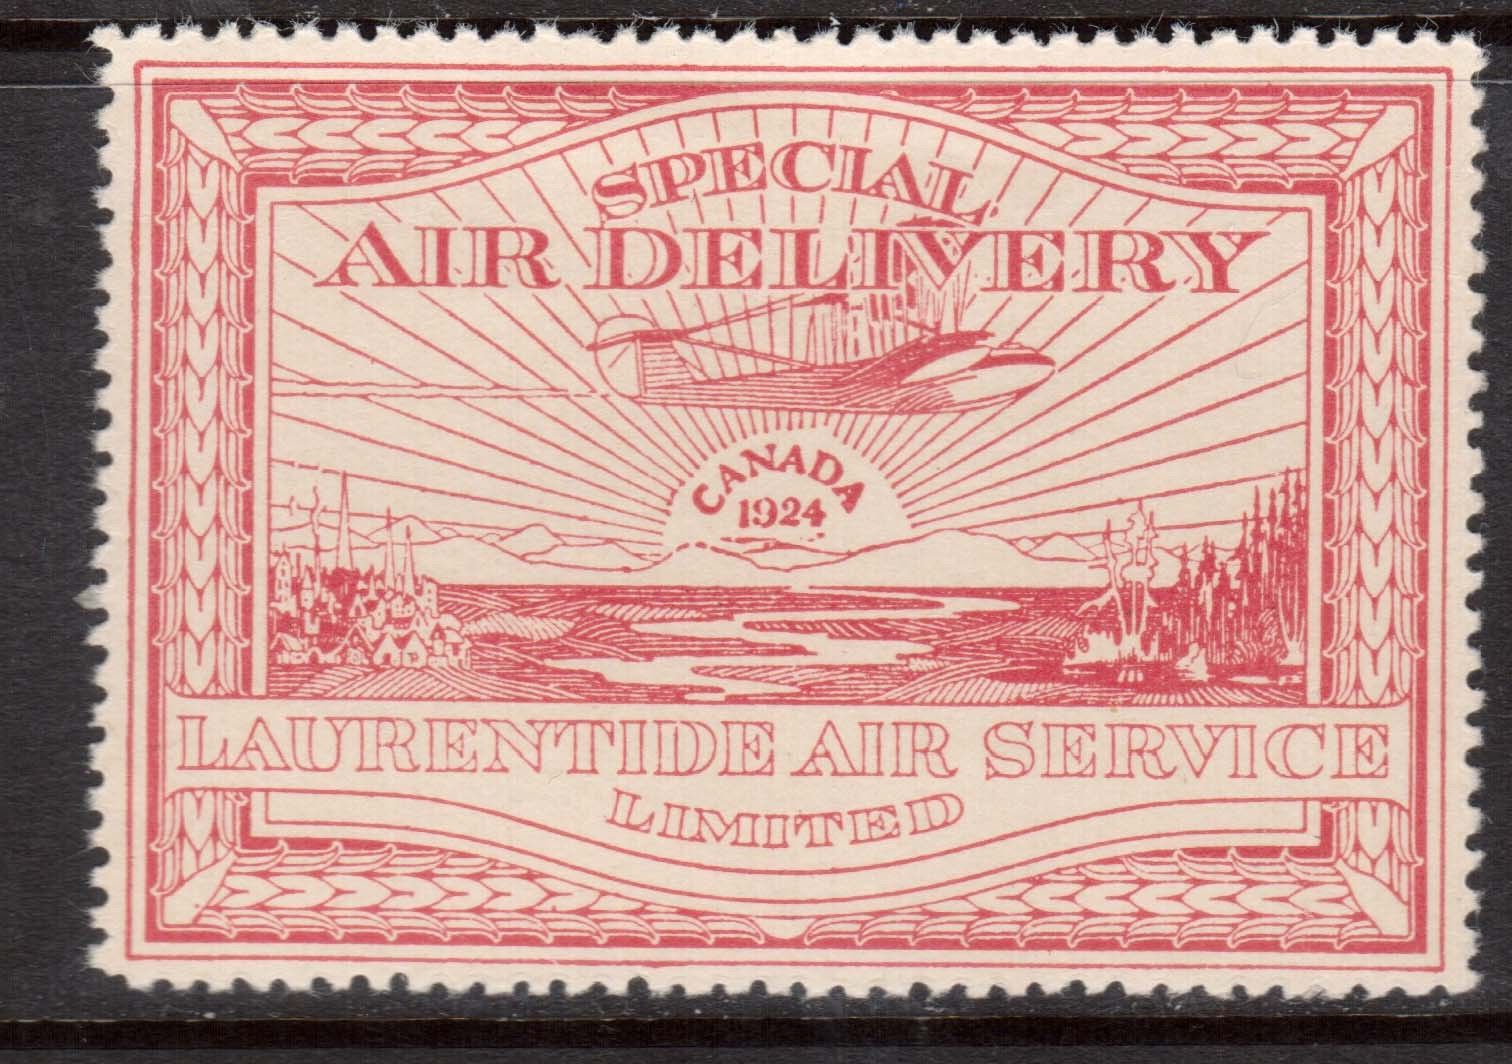 SPECIAL
AIR DELIVERY
CANADA
1924
LAURENTIDE AIR SERVICE
LIMITED